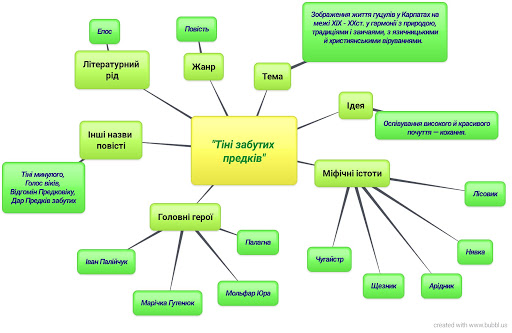 Зображення життя гуцулів у Карпатах на
межі XIX - XXст. у гармонії з природою,
традиціями і звичаями, з язичницькими
й християнськими віруваннями.
Епос
Повість
Літературний
рід
Жанр
Тема
Ідея
Оспівування високого й красивого
почуття — кохання.
Інші назви
повісті
"Тіні забутих
предків"
Тіні минулого,
Голос віків,
Відгомін Предковіку,
Дар Предків забутих
Міфічні істоти
Лісовик
Головні герої
Палагна
Нявка
Іван Палійчук
Чугайстр
Щезник
Арідник
Марічка Гутенюк
Мольфар Юра
created with www.bubbl.us